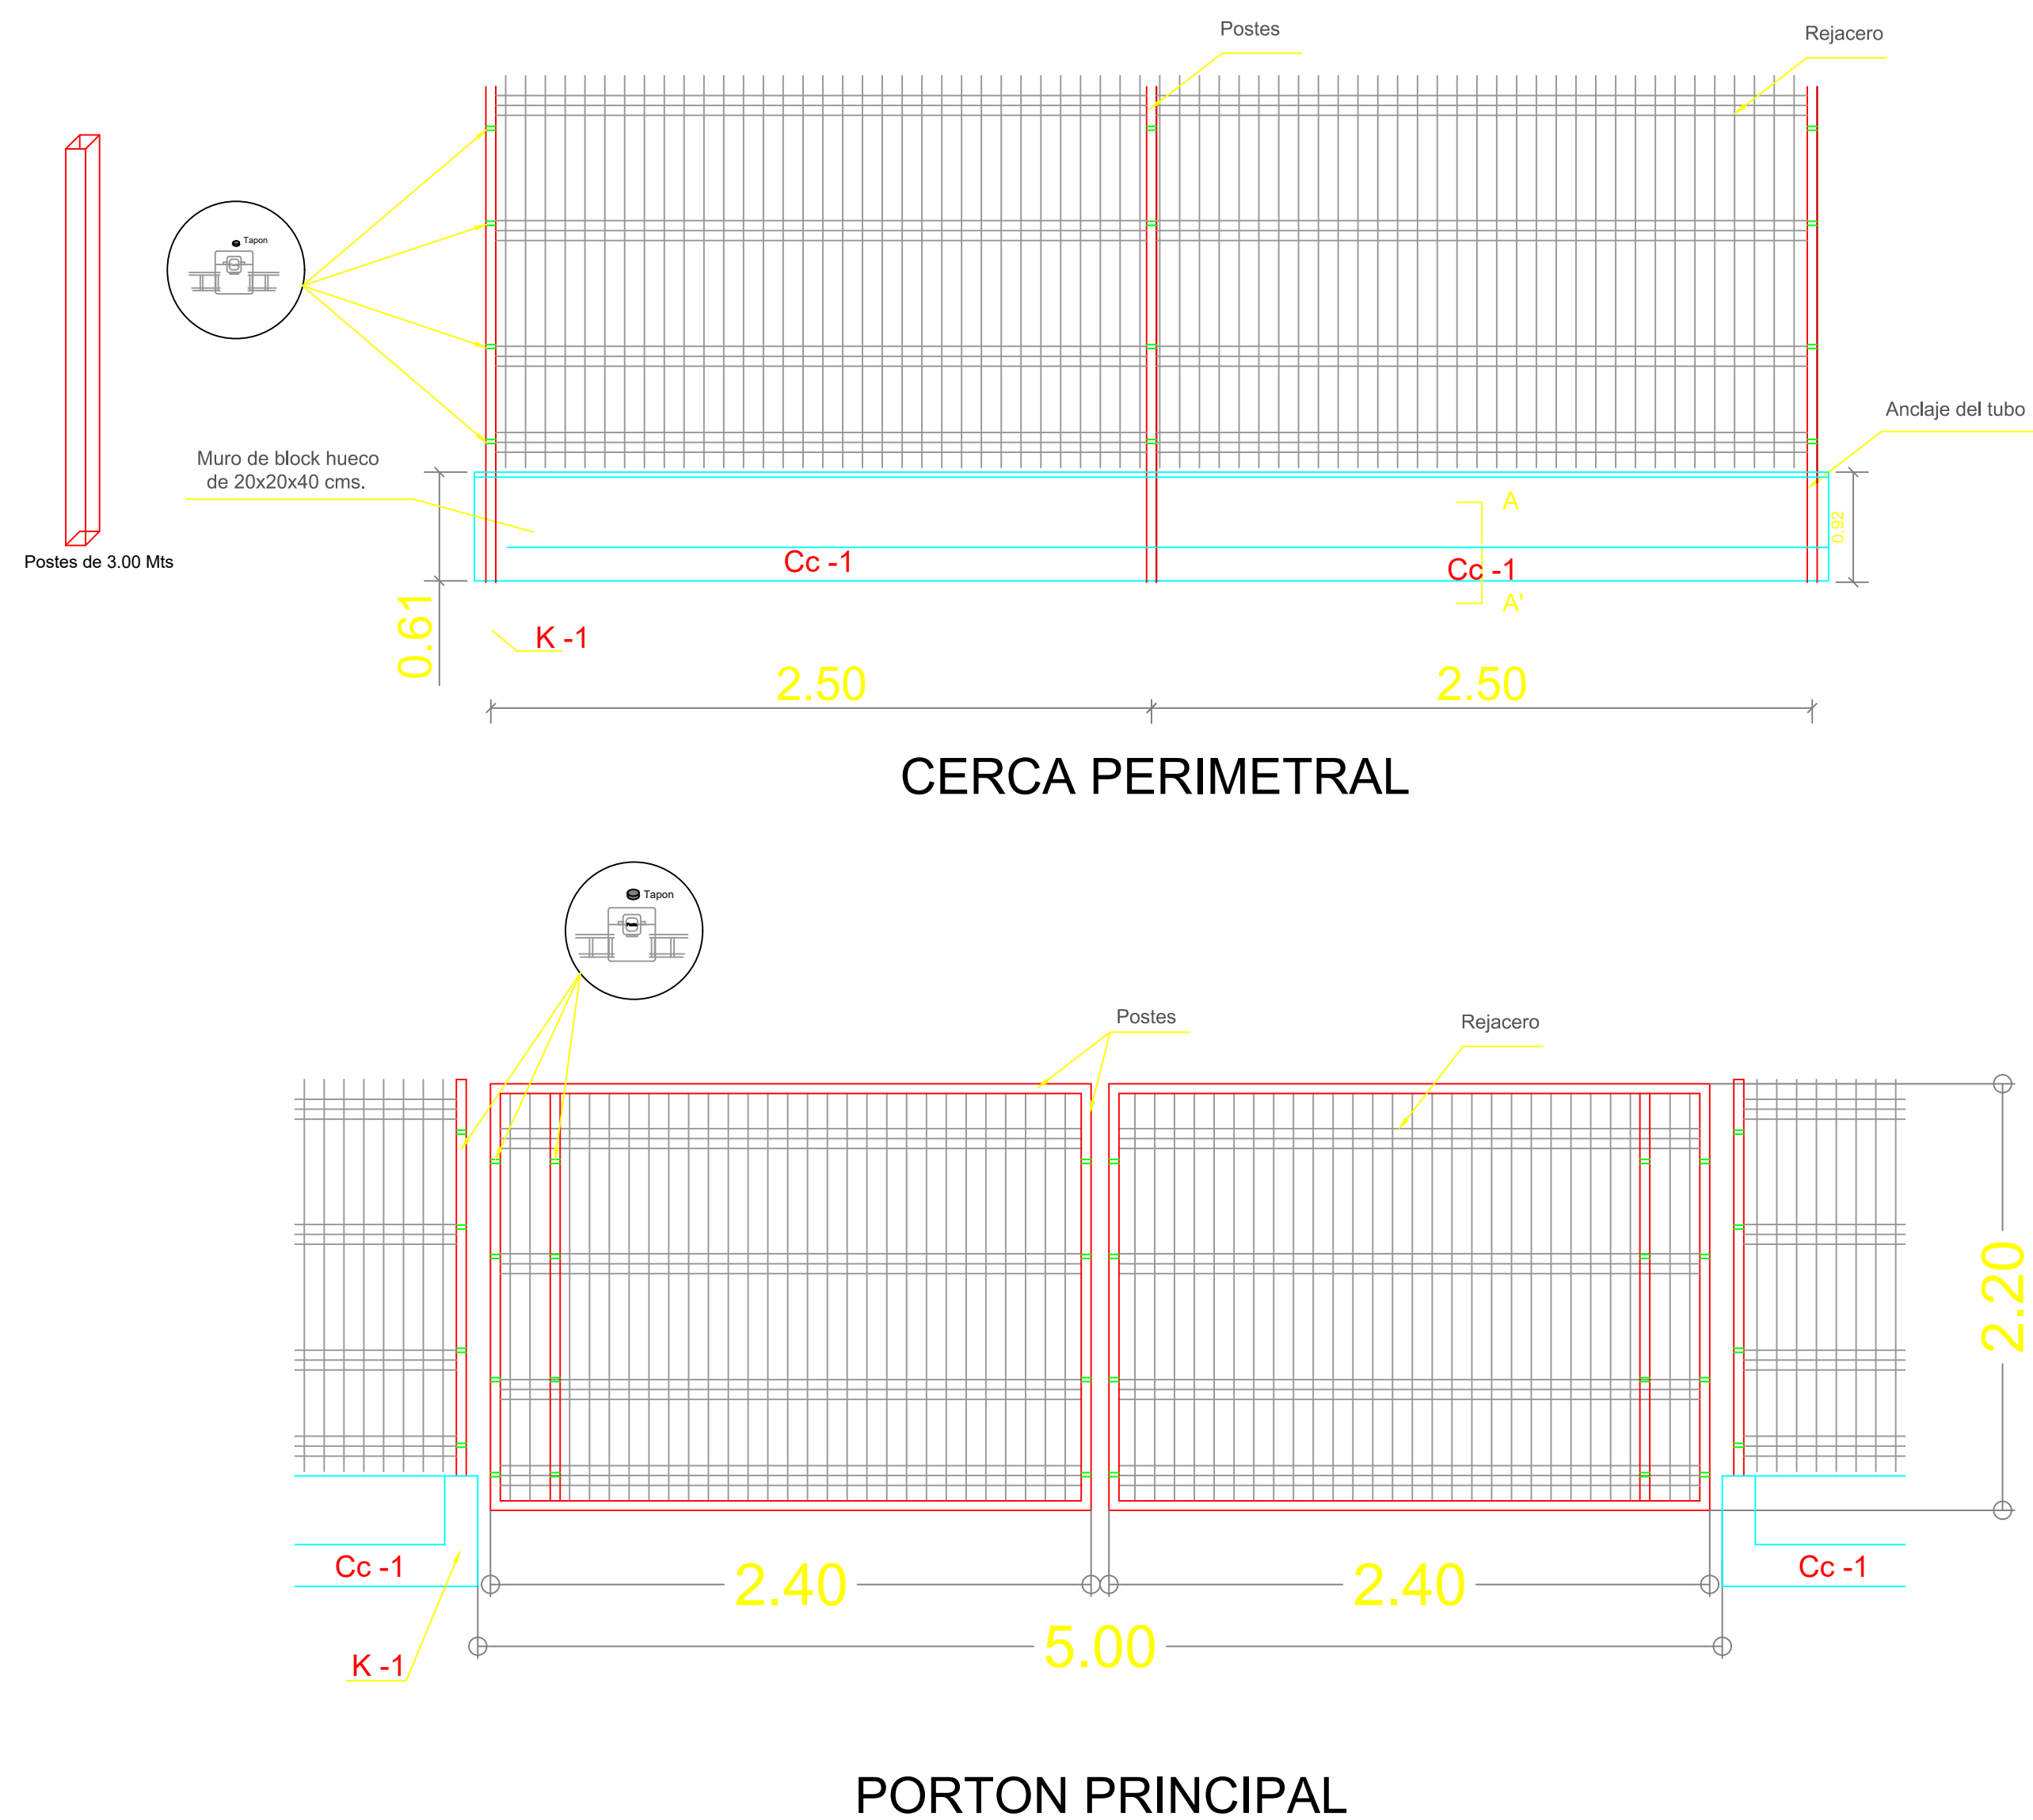 Postes
Rejacero
Tapon
Anclaje del tubo
Muro de block hueco
de 20x20x40 cms.
A
0.92
Postes de 3.00 Mts
Cc -1
Cc -1
A'
0.61
K -1
2.50
2.50
CERCA PERIMETRAL
Tapon
Poste
Postes
Rejacero
2.20
Cc -1
2.40
2.40
Cc -1
5.00
K -1
PORTON PRINCIPAL